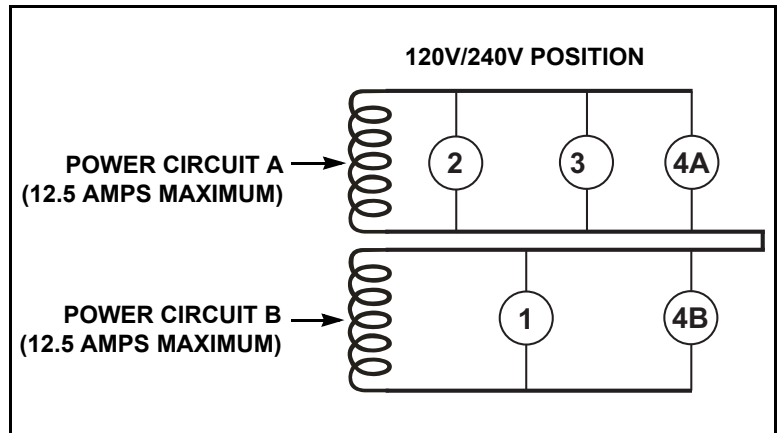 120V/240V POSITION
POWER CIRCUIT A
(12.5 AMPS MAXIMUM)
2
3
4A
POWER CIRCUIT B
(12.5 AMPS MAXIMUM)
1
4B